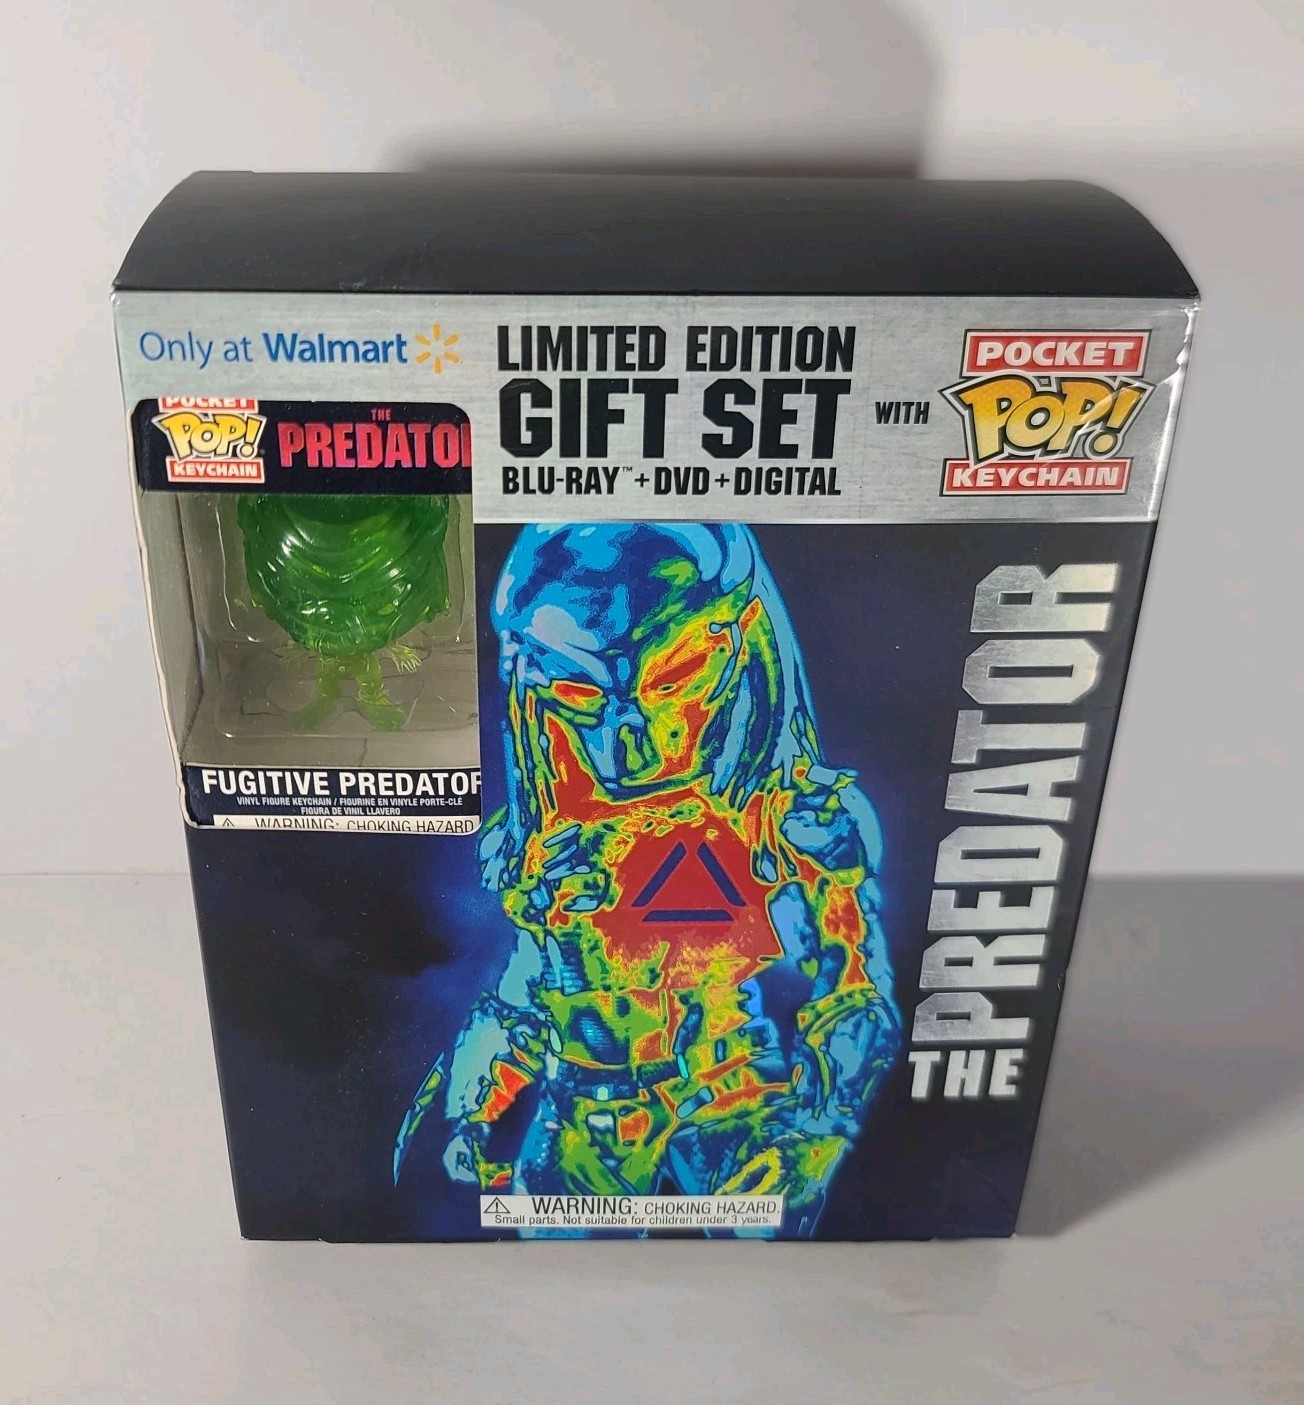 Only at Walmart
LIMITED EDITION
GIFT SET
BLU-RAY™ + DVD + DIGITAL
WITH
POCKET
POP!
KEYCHAIN
POCKET
POP!
KEYCHAIN
THE
PREDATO
FUGITIVE PREDATOR
VINYL FIGURE KEYCHAIN / FIGURINE EN VINYLE PORTE-CLÉ
FIGURA DE VINIL LLAVERO
⚠ WARNING: CHOKING HAZARD
THE PREDATOR
⚠ WARNING: CHOKING HAZARD.
Small parts. Not suitable for children under 3 years.